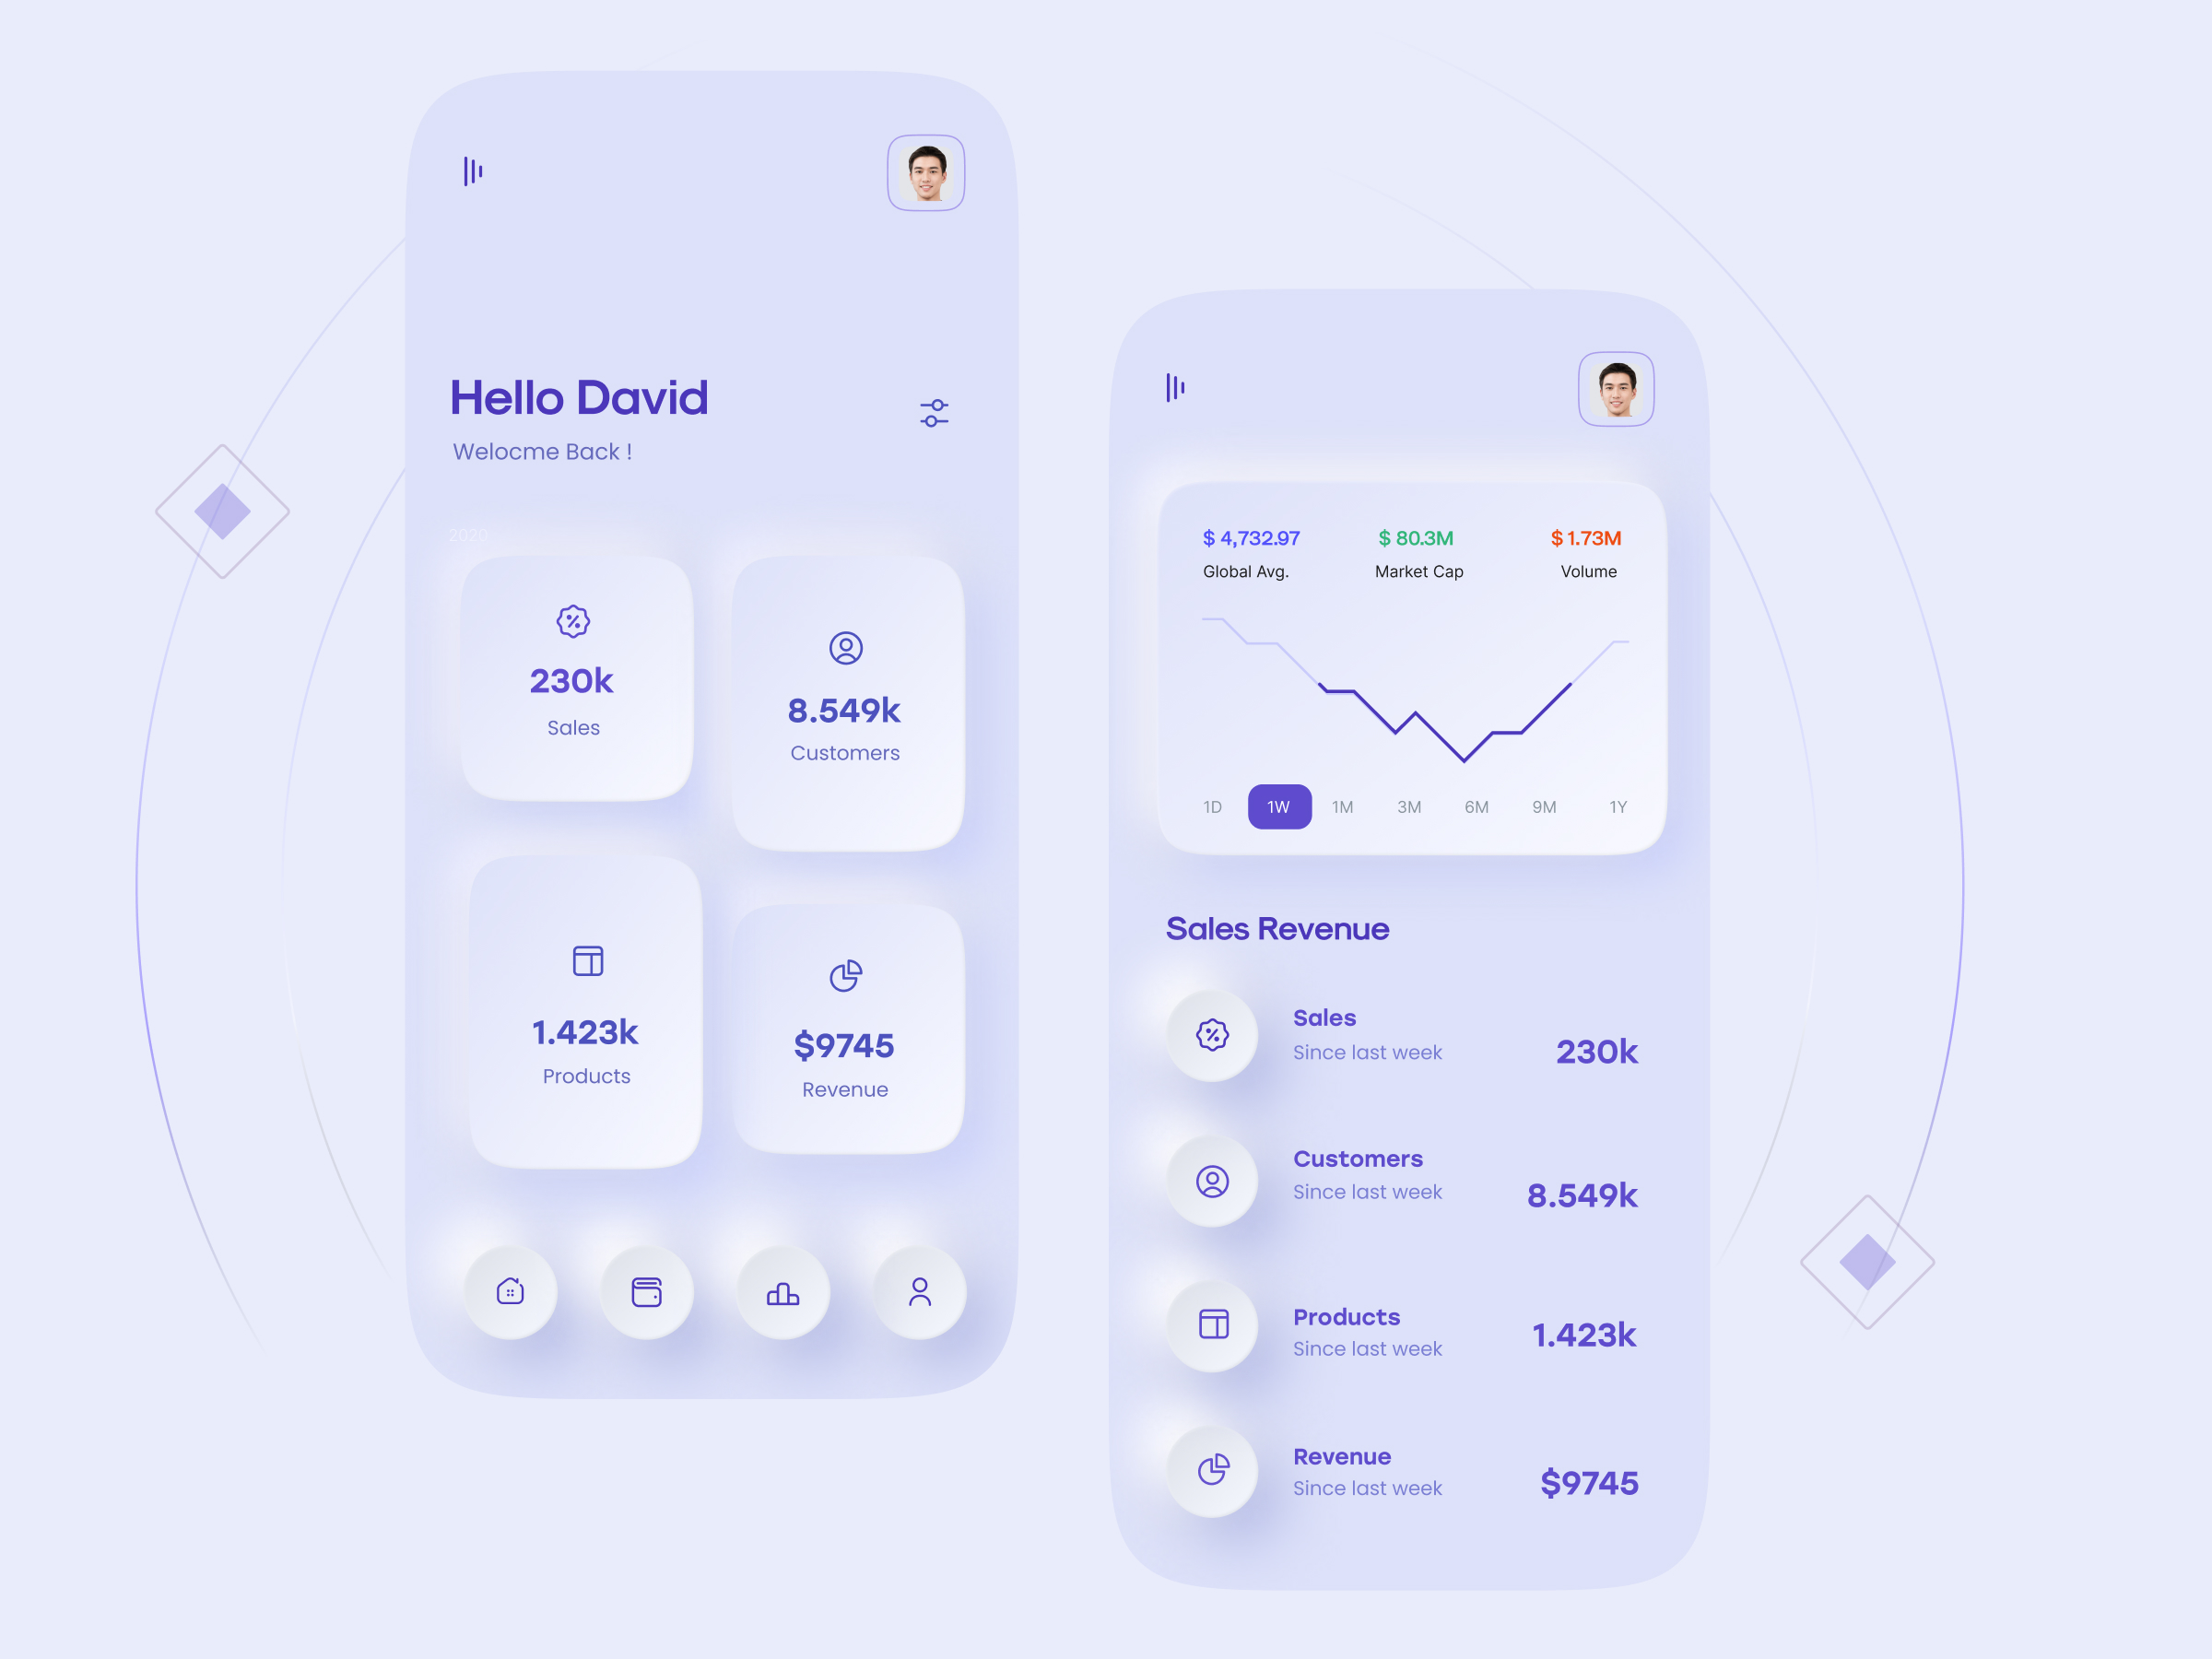 Hello David
Welocme Back !
2020
230k
Sales
8.549k
Customers
1.423k
Products
$9745
Revenue
$ 4,732.97
Global Avg.
$ 80.3M
Market Cap
$ 1.73M
Volume
1D 1W 1M 3M 6M 9M 1Y
Sales Revenue
Sales
Since last week
230k
Customers
Since last week
8.549k
Products
Since last week
1.423k
Revenue
Since last week
$9745